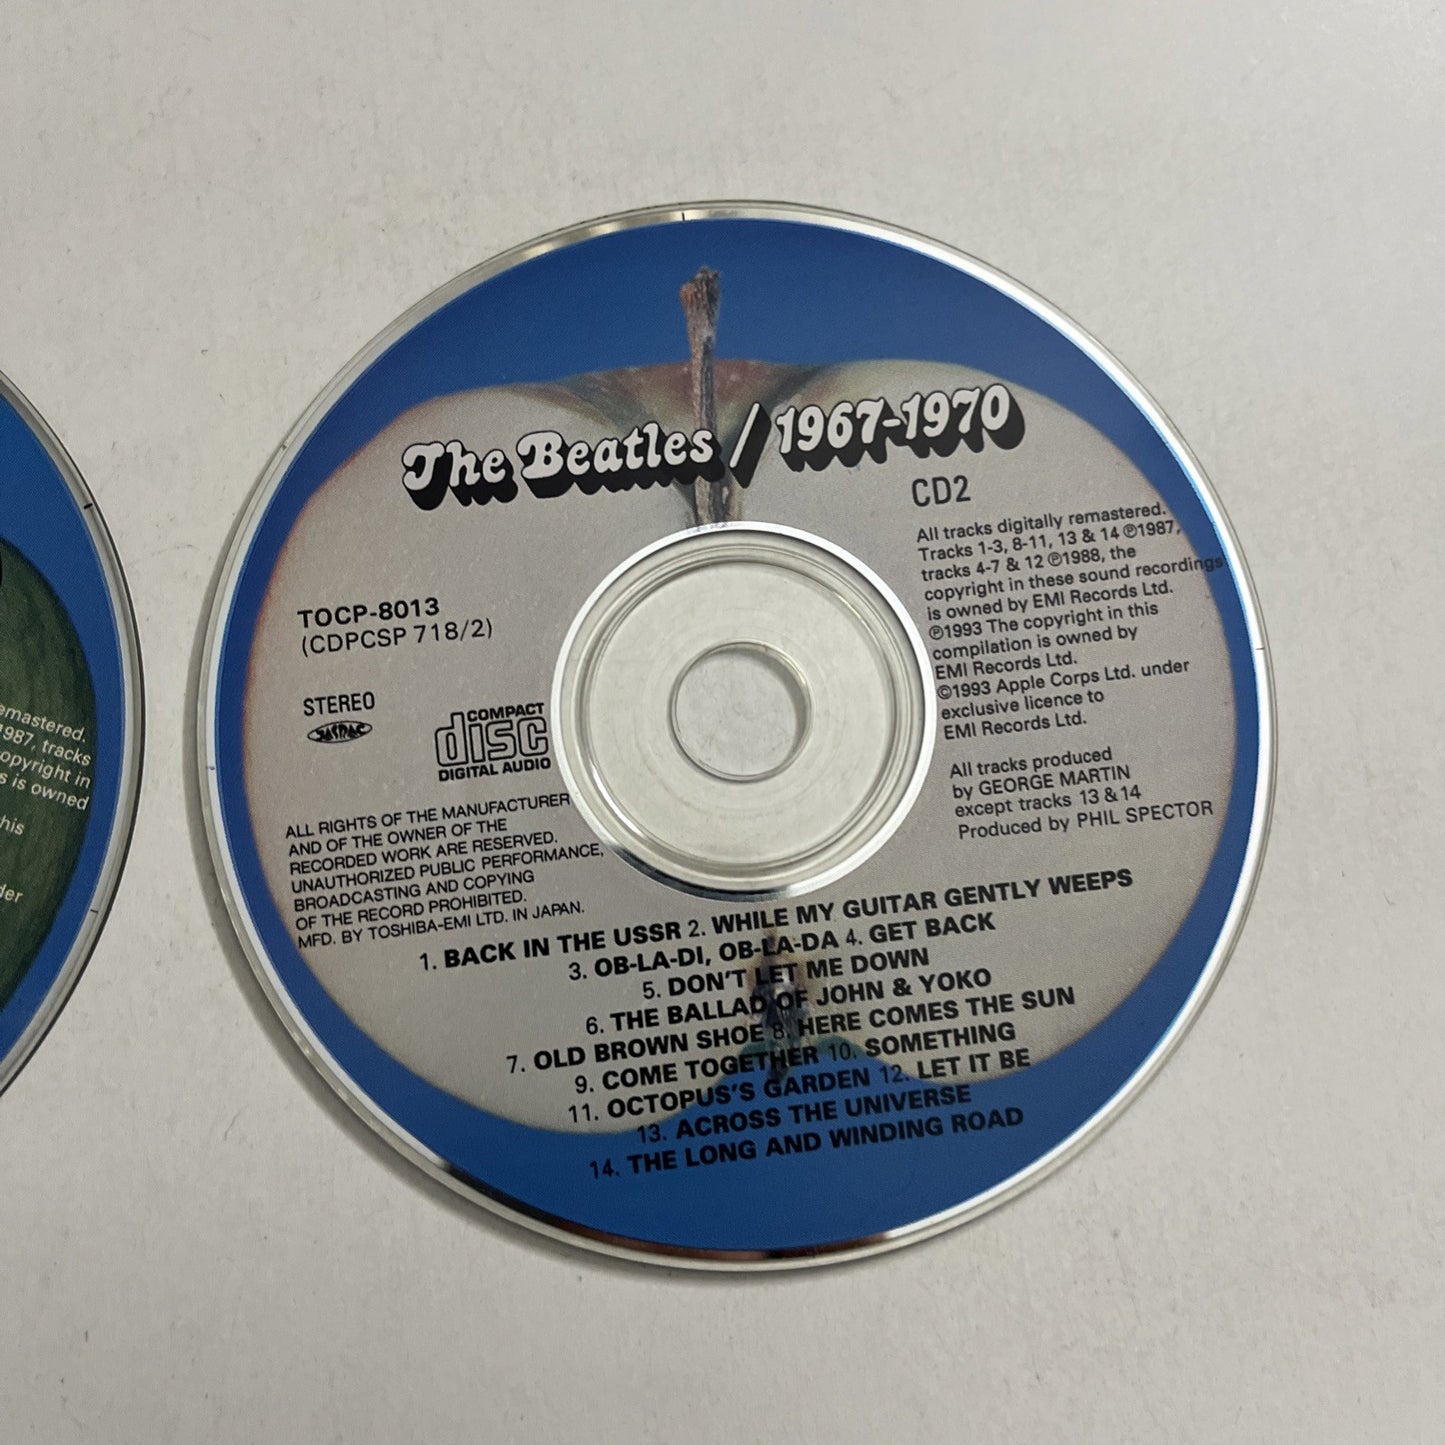 The Beatles / 1967-1970
CD2
All tracks digitally remastered.
Tracks 1-3, 8-11, 13 & 14 ℗1987,
tracks 4-7 & 12 ℗1988, the
copyright in these sound recordings
is owned by EMI Records Ltd.
℗1993 The copyright in this
compilation is owned by
EMI Records Ltd.
©1993 Apple Corps Ltd. under
exclusive licence to
EMI Records Ltd.
All tracks produced
by GEORGE MARTIN
except tracks 13 & 14
Produced by PHIL SPECTOR
TOCP-8013
(CDPCSP 718/2)
STEREO
JASRAC
COMPACT
disc
DIGITAL AUDIO
ALL RIGHTS OF THE MANUFACTURER
AND OF THE OWNER OF THE
RECORDED WORK ARE RESERVED.
UNAUTHORIZED PUBLIC PERFORMANCE,
BROADCASTING AND COPYING
OF THE RECORD PROHIBITED.
MFD. BY TOSHIBA-EMI LTD. IN JAPAN.
1. BACK IN THE USSR 2. WHILE MY GUITAR GENTLY WEEPS
3. OB-LA-DI, OB-LA-DA 4. GET BACK
5. DON'T LET ME DOWN
6. THE BALLAD OF JOHN & YOKO
7. OLD BROWN SHOE 8. HERE COMES THE SUN
9. COME TOGETHER 10. SOMETHING
11. OCTOPUS'S GARDEN 12. LET IT BE
13. ACROSS THE UNIVERSE
14. THE LONG AND WINDING ROAD
emastered.
1987, tracks
opyright in
s is owned
his
der